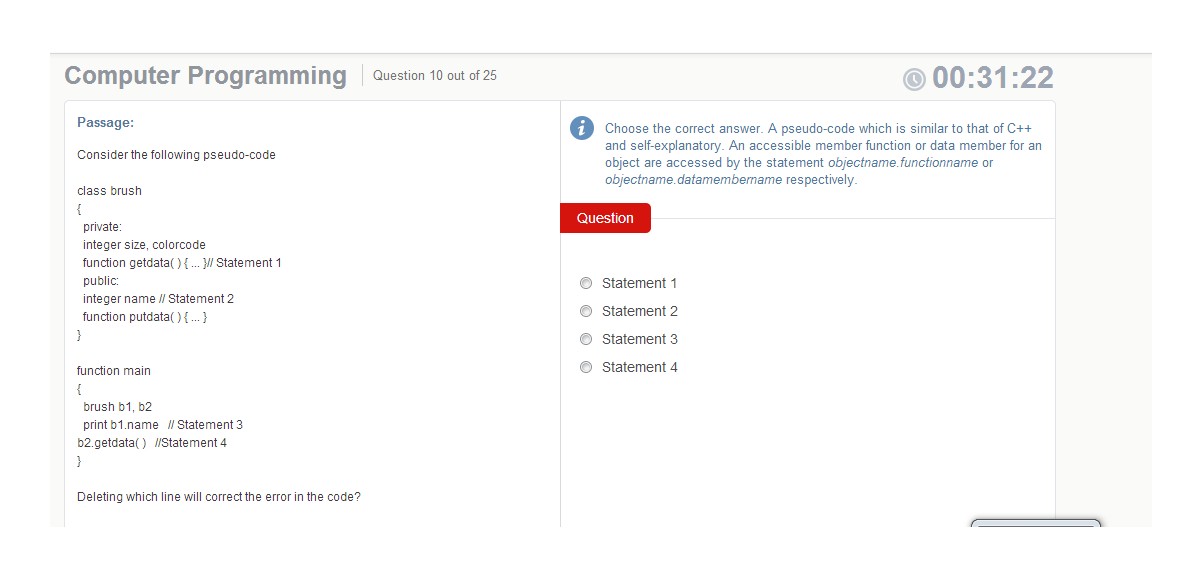 Computer Programming
Question 10 out of 25
00:31:22
Passage:
Consider the following pseudo-code
class brush
{
private:
integer size, colorcode
function getdata( ) { ... }// Statement 1
public:
integer name // Statement 2
function putdata( ) { ... }
}
function main
{
brush b1, b2
print b1.name // Statement 3
b2.getdata( ) //Statement 4
}
Deleting which line will correct the error in the code?
i
Choose the correct answer. A pseudo-code which is similar to that of C++
and self-explanatory. An accessible member function or data member for an
object are accessed by the statement objectname.functionname or
objectname.datamembername respectively.
Question
Statement 1
Statement 2
Statement 3
Statement 4